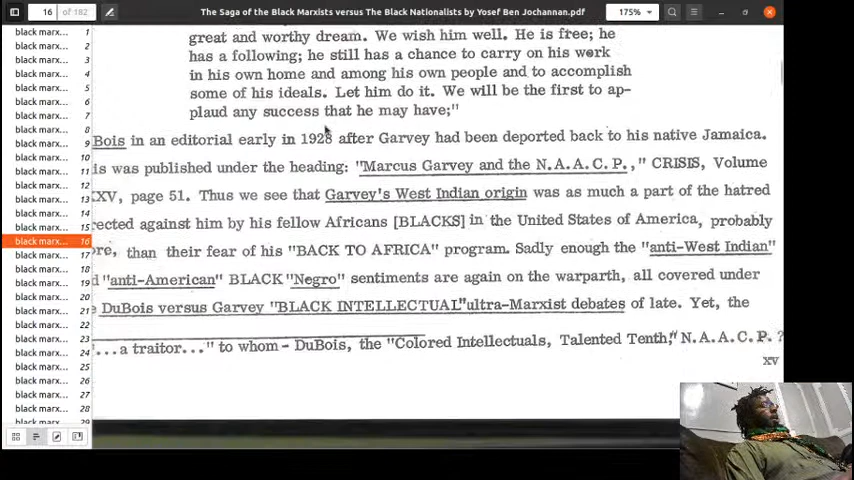 16 of 182
The Saga of the Black Marxists versus The Black Nationalists by Yosef Ben Jochannan.pdf
175%
black marx... 1
black marx... 2
black marx... 3
black marx... 4
black marx... 5
black marx... 6
black marx... 7
black marx... 8
black marx... 9
black marx... 10
black marx... 11
black marx... 12
black marx... 13
black marx... 14
black marx... 15
black marx... 16
black marx... 17
black marx... 18
black marx... 19
black marx... 20
black marx... 21
black marx... 22
black marx... 23
black marx... 24
black marx... 25
black marx... 26
black marx... 27
black marx... 28
black marx... 29
great and worthy dream. We wish him well. He is free; he
has a following; he still has a chance to carry on his work
in his own home and among his own people and to accomplish
some of his ideals. Let him do it. We will be the first to ap-
plaud any success that he may have;"
Bois in an editorial early in 1928 after Garvey had been deported back to his native Jamaica.
is was published under the heading: "Marcus Garvey and the N.A.A.C.P.," CRISIS, Volume
XV, page 51. Thus we see that Garvey's West Indian origin was as much a part of the hatred
rected against him by his fellow Africans [BLACKS] in the United States of America, probably
re, than their fear of his "BACK TO AFRICA" program. Sadly enough the "anti-West Indian"
"anti-American" BLACK "Negro" sentiments are again on the warpath, all covered under
DuBois versus Garvey "BLACK INTELLECTUAL" ultra-Marxist debates of late. Yet, the
"...a traitor..." to whom - DuBois, the "Colored Intellectuals, Talented Tenth," N.A.A.C.P. ?
xv